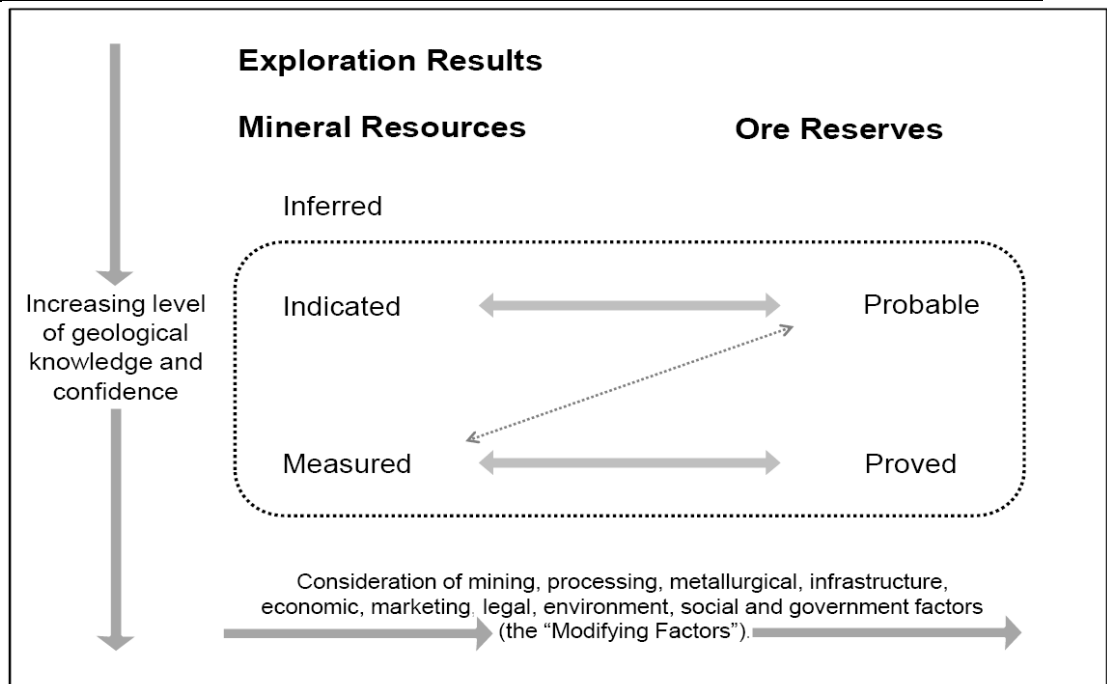 Exploration Results
Mineral Resources
Ore Reserves
Inferred
Indicated
Probable
Increasing level
of geological
knowledge and
confidence
Measured
Proved
Consideration of mining, processing, metallurgical, infrastructure,
economic, marketing, legal, environment, social and government factors
(the “Modifying Factors”).